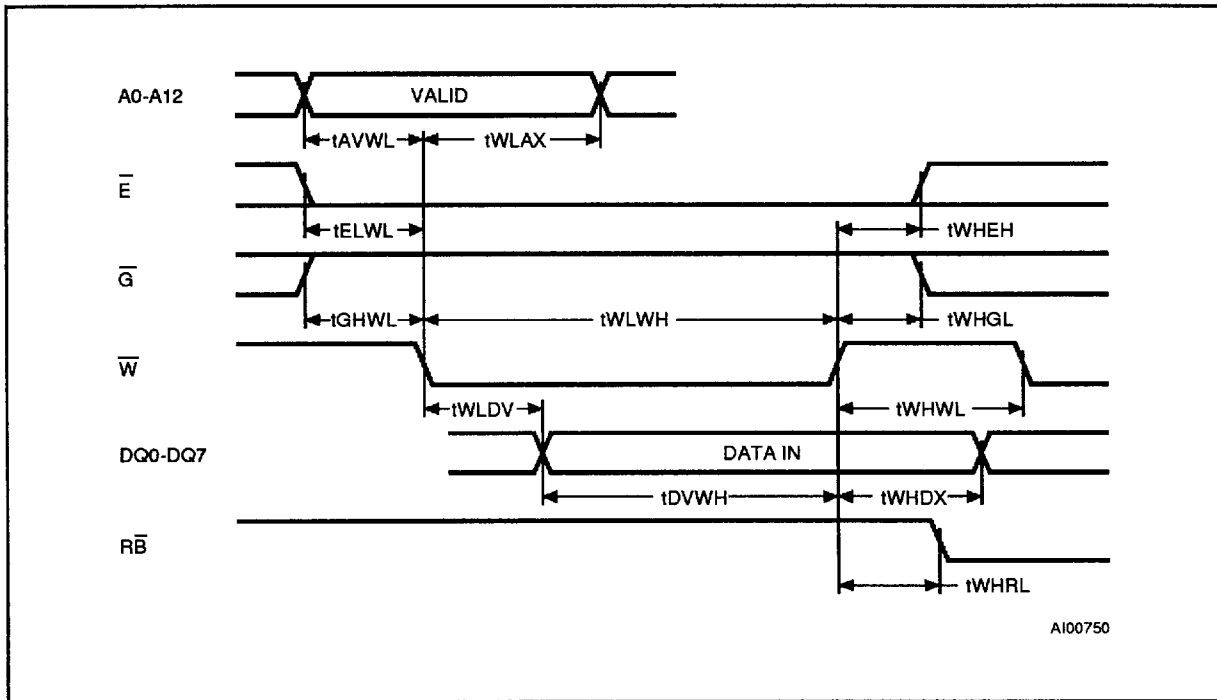 A0-A12 VALID
tAVWL tWLAX
E̅
tELWL tWHEH
G̅
tGHWL tWLWH tWHGL
W̅
tWLDV tWHWL
DQ0-DQ7 DATA IN
tDVWH tWHDX
RB̅
tWHRL
AI00750